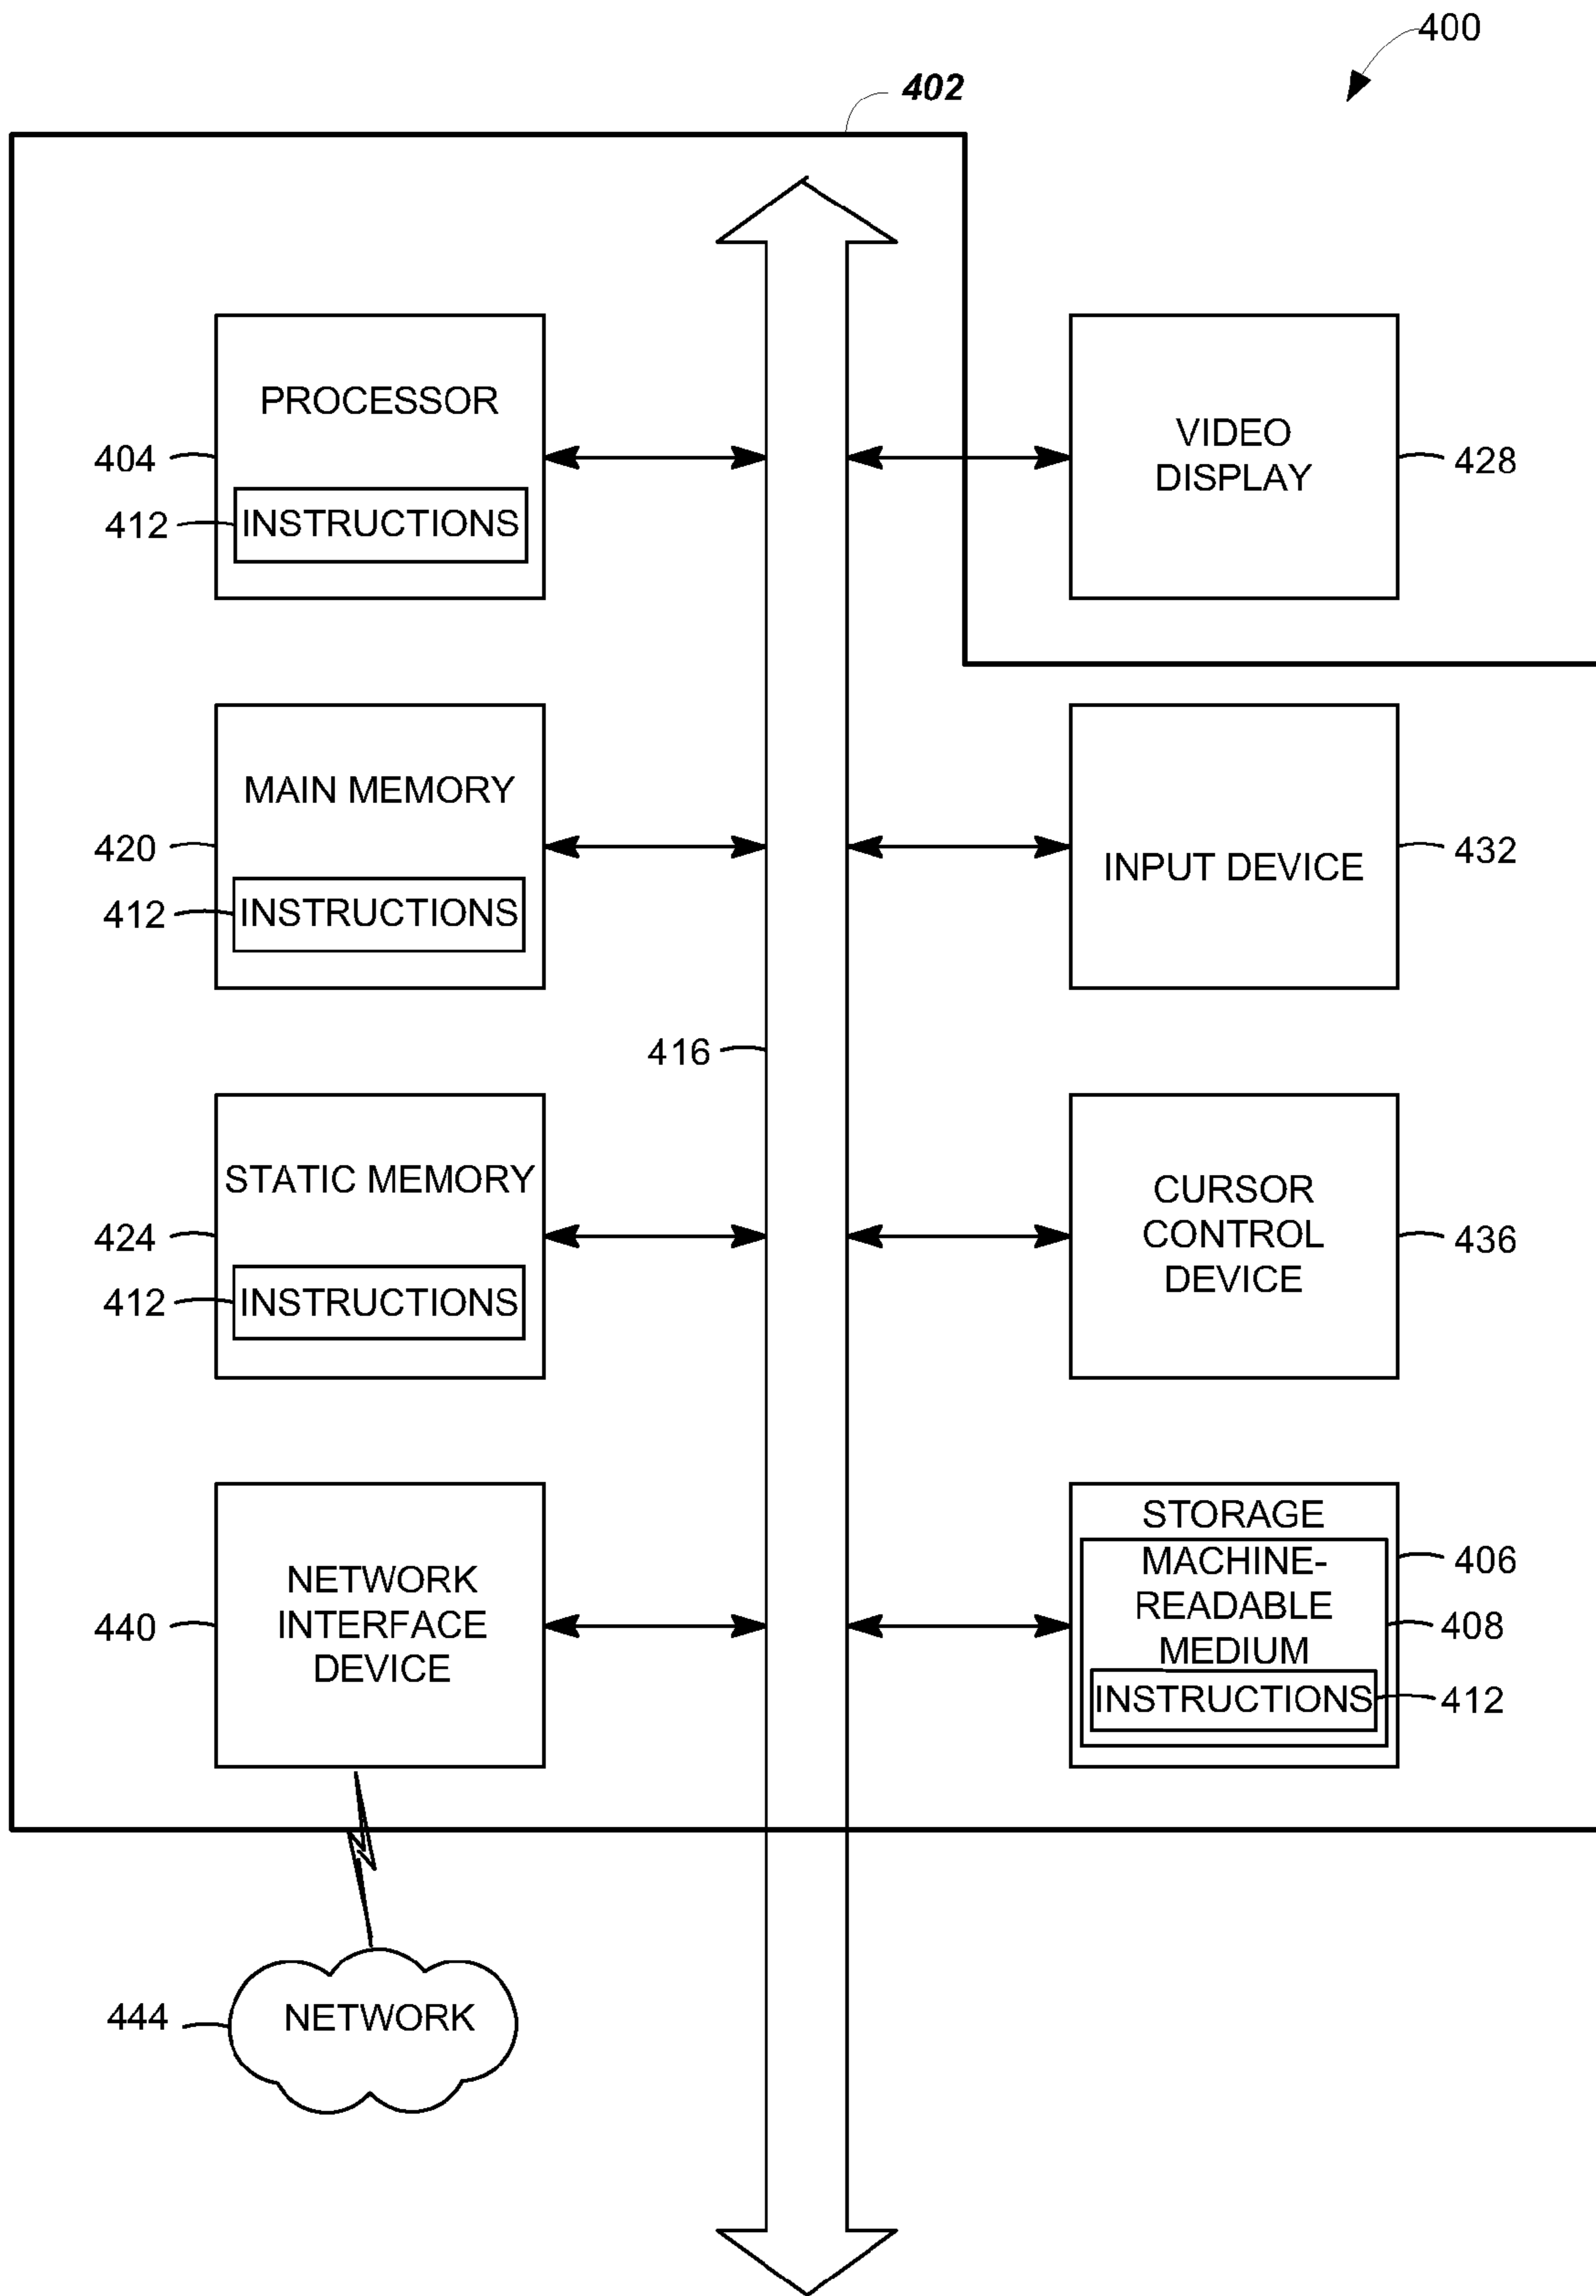 400
402
PROCESSOR
404
412
INSTRUCTIONS
VIDEO
DISPLAY
428
MAIN MEMORY
420
412
INSTRUCTIONS
INPUT DEVICE
432
416
STATIC MEMORY
424
412
INSTRUCTIONS
CURSOR
CONTROL
DEVICE
436
NETWORK
INTERFACE
DEVICE
440
STORAGE
MACHINE-
READABLE
MEDIUM
INSTRUCTIONS
406
408
412
444
NETWORK